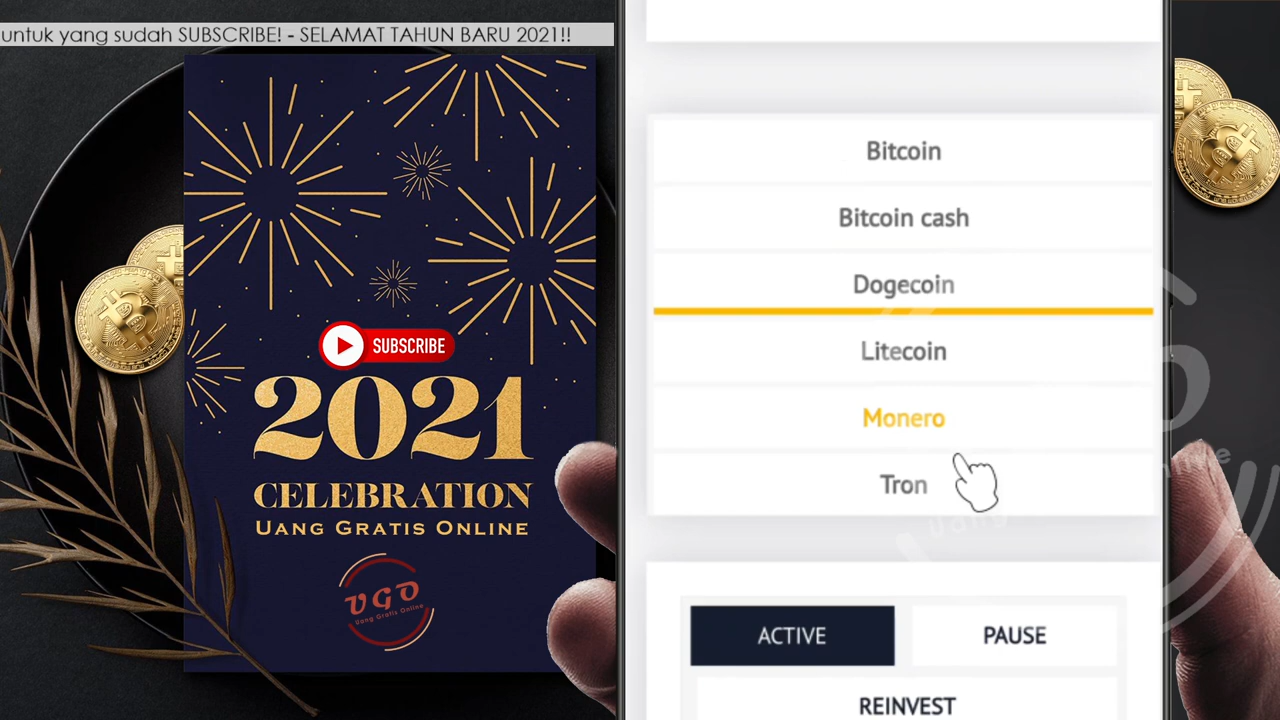 untuk yang sudah SUBSCRIBE! - SELAMAT TAHUN BARU 2021!!
SUBSCRIBE
2021
CELEBRATION
UANG GRATIS ONLINE
UGO
Uang Gratis Online
Bitcoin
Bitcoin cash
Dogecoin
Litecoin
Monero
Tron
ACTIVE
PAUSE
REINVEST